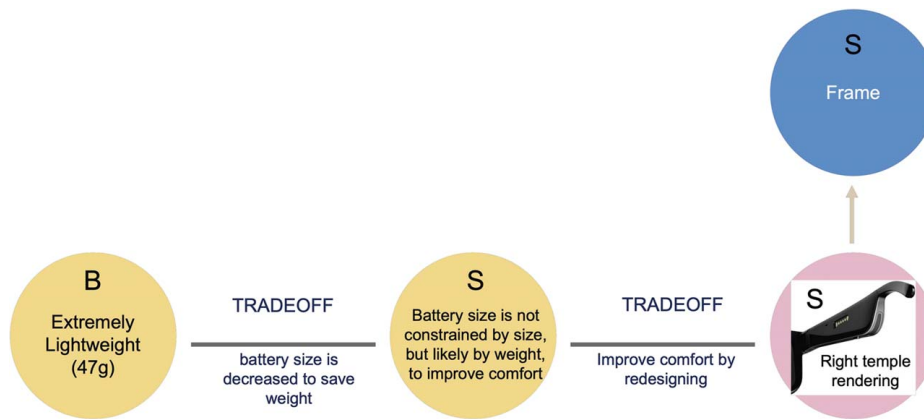 S
Frame
B
Extremely
Lightweight
(47g)
TRADEOFF
battery size is
decreased to save
weight
S
Battery size is not
constrained by size,
but likely by weight,
to improve comfort
TRADEOFF
Improve comfort by
redesigning
S
Right temple
rendering